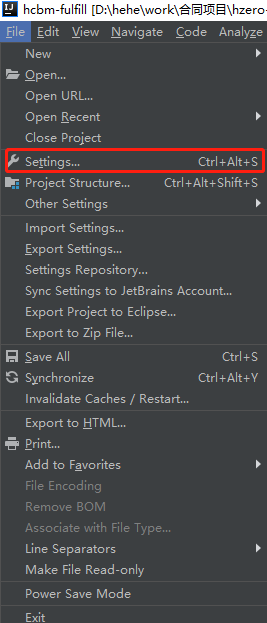 IJ hcbm-fulfill [D:\hehe\work\合同项目\hzero-
File Edit View Navigate Code Analyze
New
Open...
Open URL...
Open Recent
Close Project
Settings... Ctrl+Alt+S
Project Structure... Ctrl+Alt+Shift+S
Other Settings
Import Settings...
Export Settings...
Settings Repository...
Sync Settings to JetBrains Account...
Export Project to Eclipse...
Export to Zip File...
Save All Ctrl+S
Synchronize Ctrl+Alt+Y
Invalidate Caches / Restart...
Export to HTML...
Print...
Add to Favorites
File Encoding
Remove BOM
Associate with File Type...
Line Separators
Make File Read-only
Power Save Mode
Exit